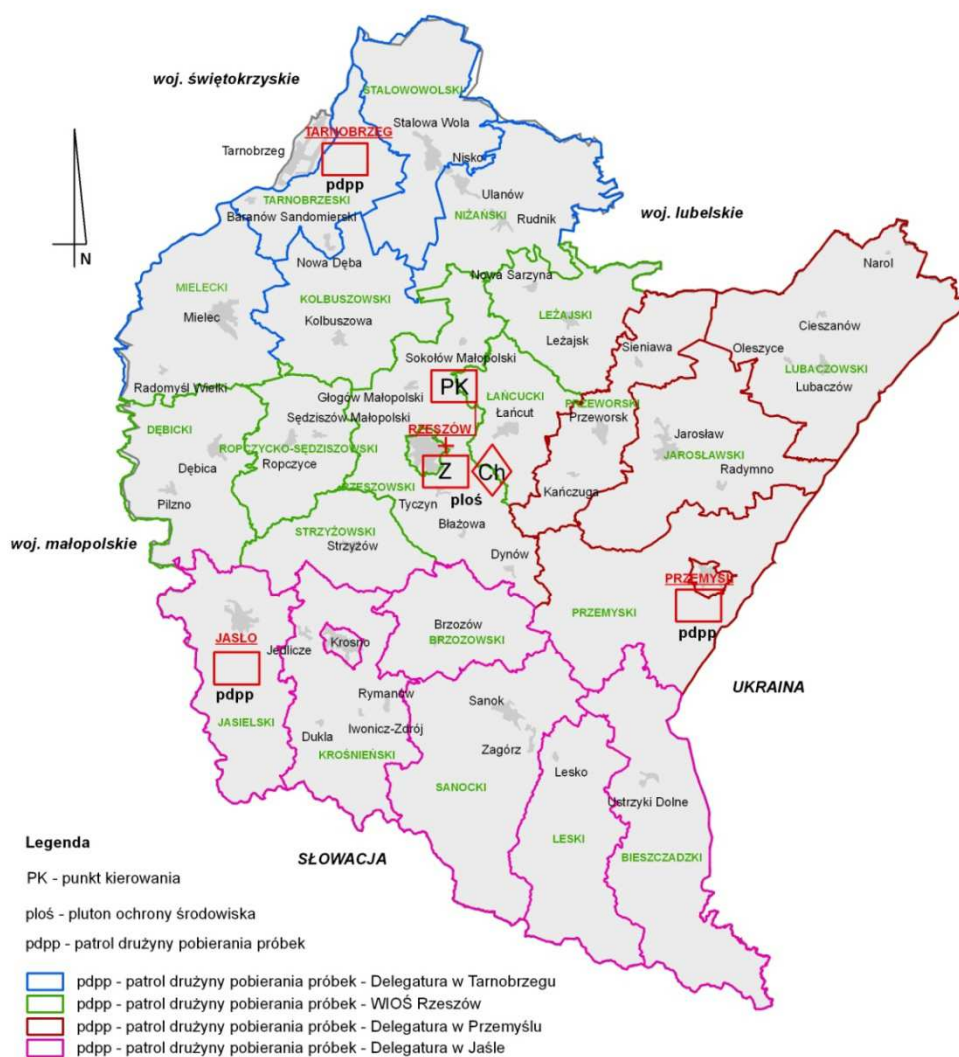 woj. świętokrzyskie
STALOWOWOLSKI
TARNOBRZEG
Stalowa Wola
Tarnobrzeg
Nisko
pdpp
Ulanów
TARNOBRZESKI
Baranów Sandomierski
NIŻAŃSKI
Rudnik
woj. lubelskie
N
Nowa Dęba
Nowa Sarzyna
Narol
MIELECKI
KOLBUSZOWSKI
Mielec
Kolbuszowa
LEŻAJSKI
Leżajsk
Cieszanów
Sieniawa
Oleszyce
Sokołów Małopolski
LUBACZOWSKI
Lubaczów
Radomyśl Wielki
PK
Głogów Małopolski
ŁAŃCUCKI
PRZEWORSKI
Sędziszów Małopolski
Łańcut
Przeworsk
DĘBICKI
RZESZÓW
Jarosław
ROPCZYCKO-SĘDZISZOWSKI
JAROSŁAWSKI
Dębica
Ropczyce
Z
Ch
Radymno
RZESZOWSKI
Kańczuga
Pilzno
Tyczyn
ploś
STRZYŻOWSKI
Błażowa
woj. małopolskie
Strzyżów
Dynów
PRZEMYŚL
PRZEMYSKI
JASŁO
Brzozów
pdpp
Jedlicze
Krosno
BRZOZOWSKI
pdpp
UKRAINA
Rymanów
Sanok
JASIELSKI
Dukla
Iwonicz-Zdrój
Zagórz
KROŚNIEŃSKI
Lesko
SANOCKI
Ustrzyki Dolne
LESKI
Legenda
SŁOWACJA
BIESZCZADZKI
PK - punkt kierowania
ploś - pluton ochrony środowiska
pdpp - patrol drużyny pobierania próbek
pdpp - patrol drużyny pobierania próbek - Delegatura w Tarnobrzegu
pdpp - patrol drużyny pobierania próbek - WIOŚ Rzeszów
pdpp - patrol drużyny pobierania próbek - Delegatura w Przemyślu
pdpp - patrol drużyny pobierania próbek - Delegatura w Jaśle